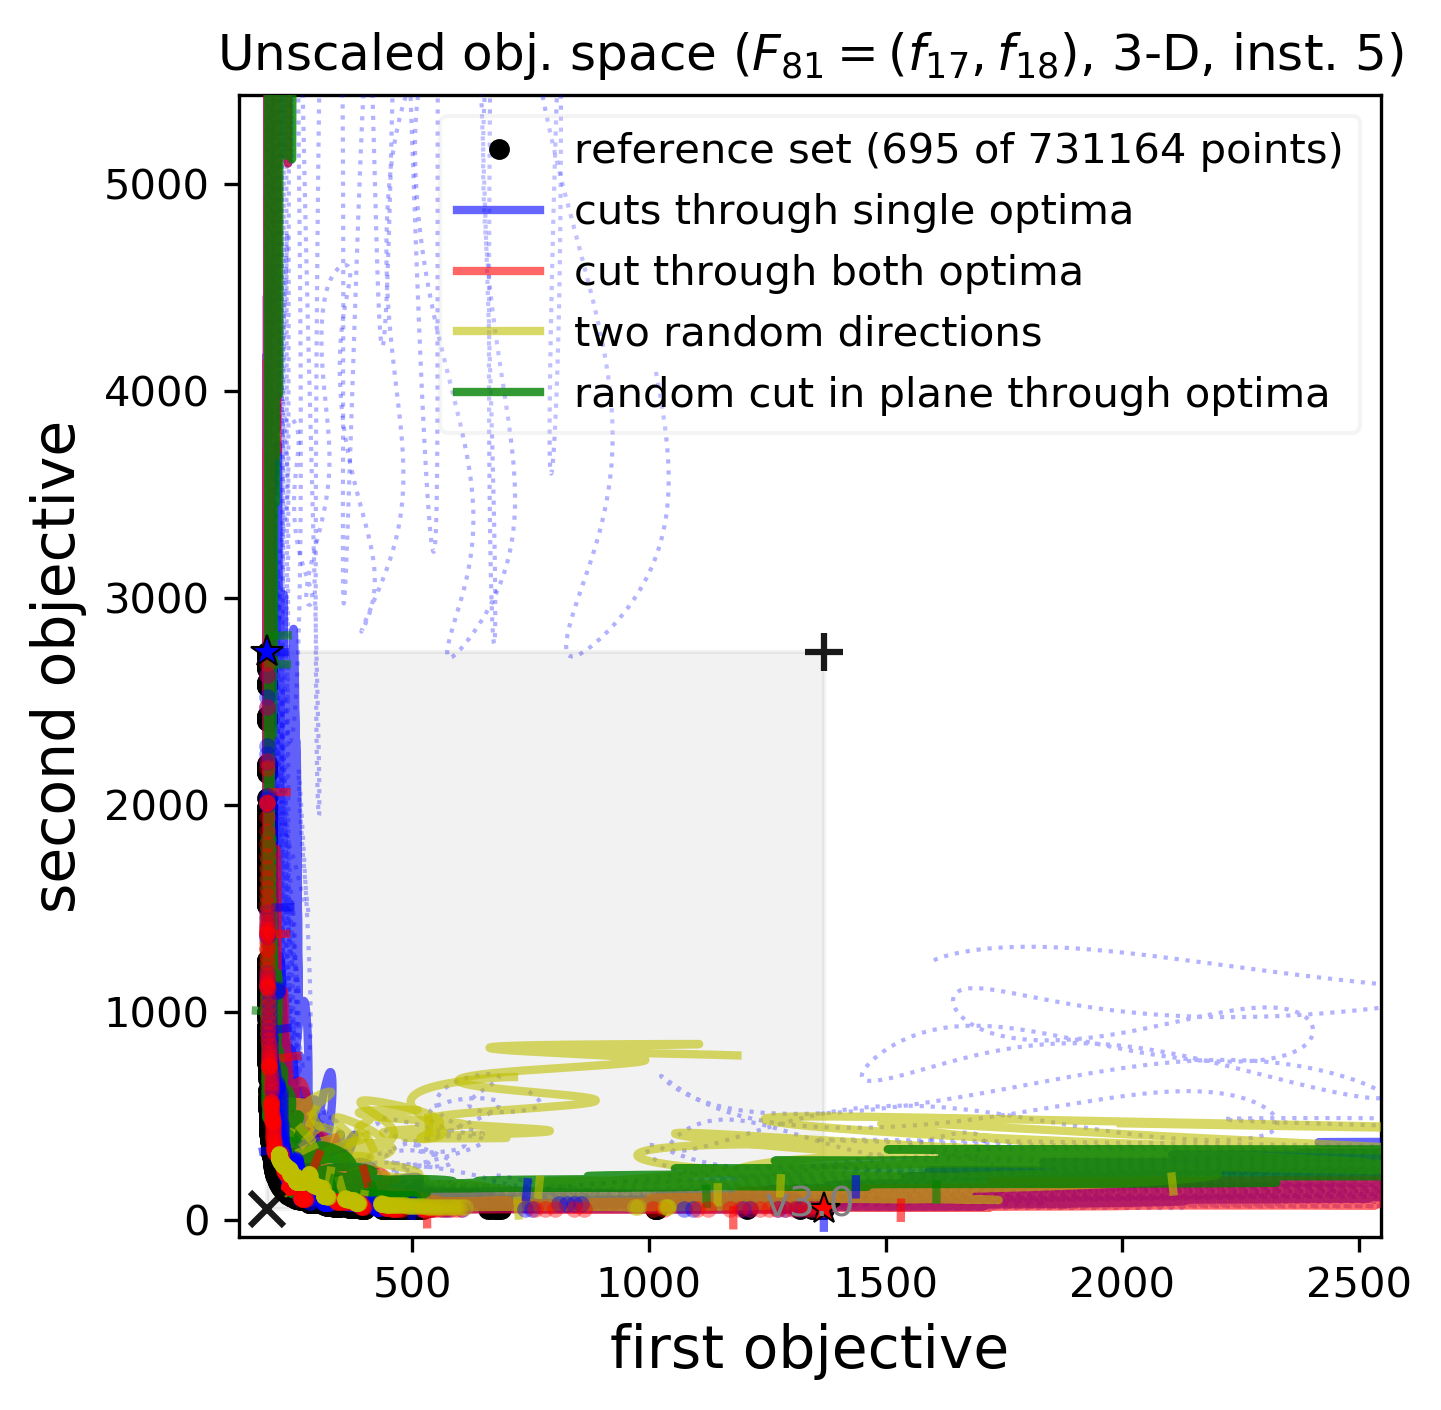 Unscaled obj. space (F₈₁ = (f₁₇, f₁₈), 3-D, inst. 5)
reference set (695 of 731164 points)
cuts through single optima
cut through both optima
two random directions
random cut in plane through optima
second objective
5000
4000
3000
2000
1000
0
v3.0
500
1000
1500
2000
2500
first objective